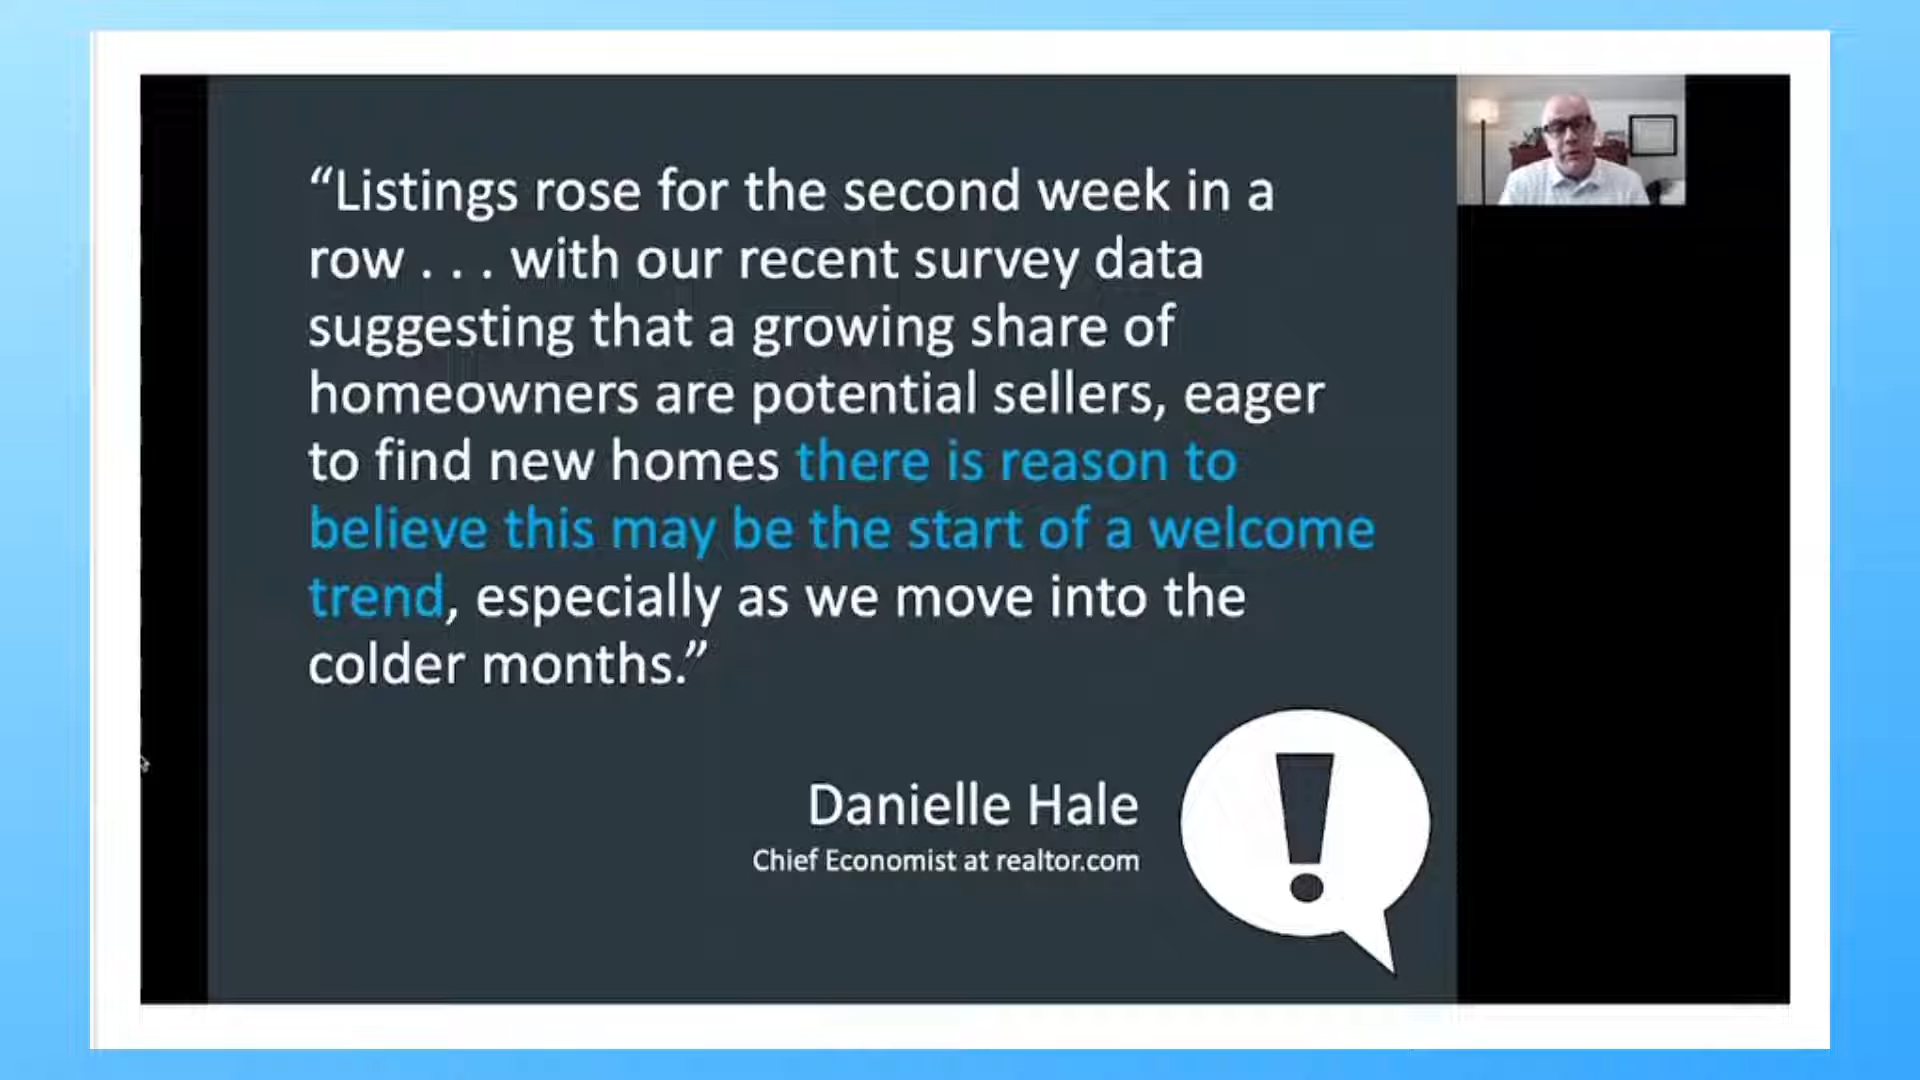 “Listings rose for the second week in a
row . . . with our recent survey data
suggesting that a growing share of
homeowners are potential sellers, eager
to find new homes there is reason to
believe this may be the start of a welcome
trend, especially as we move into the
colder months.”
Danielle Hale
Chief Economist at realtor.com
!